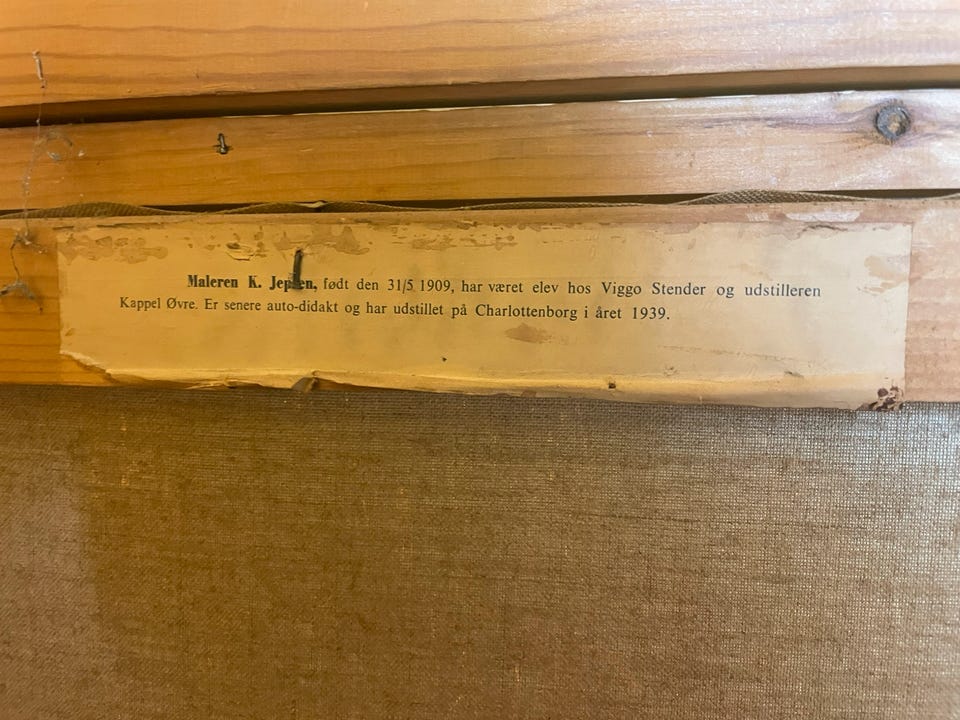 Maleren K. Jepsen, født den 31/5 1909, har været elev hos Viggo Stender og udstilleren
Kappel Øvre. Er senere auto-didakt og har udstillet på Charlottenborg i året 1939.